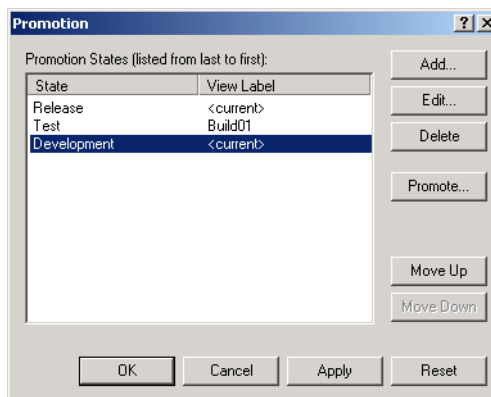 Promotion
Promotion States (listed from last to first):
State View Label
Release <current>
Test Build01
Development <current>
Add...
Edit...
Delete
Promote...
Move Up
Move Down
OK Cancel Apply Reset